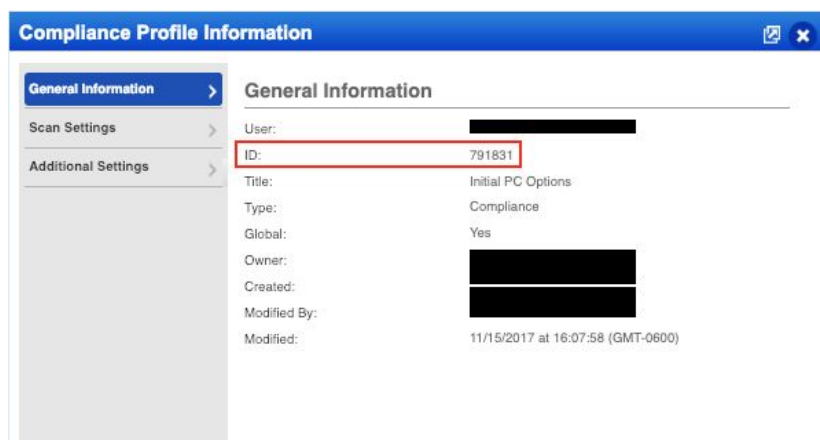 Compliance Profile Information
General Information
Scan Settings
Additional Settings
General Information
User:
ID: 791831
Title: Initial PC Options
Type: Compliance
Global: Yes
Owner:
Created:
Modified By:
Modified: 11/15/2017 at 16:07:58 (GMT-0600)